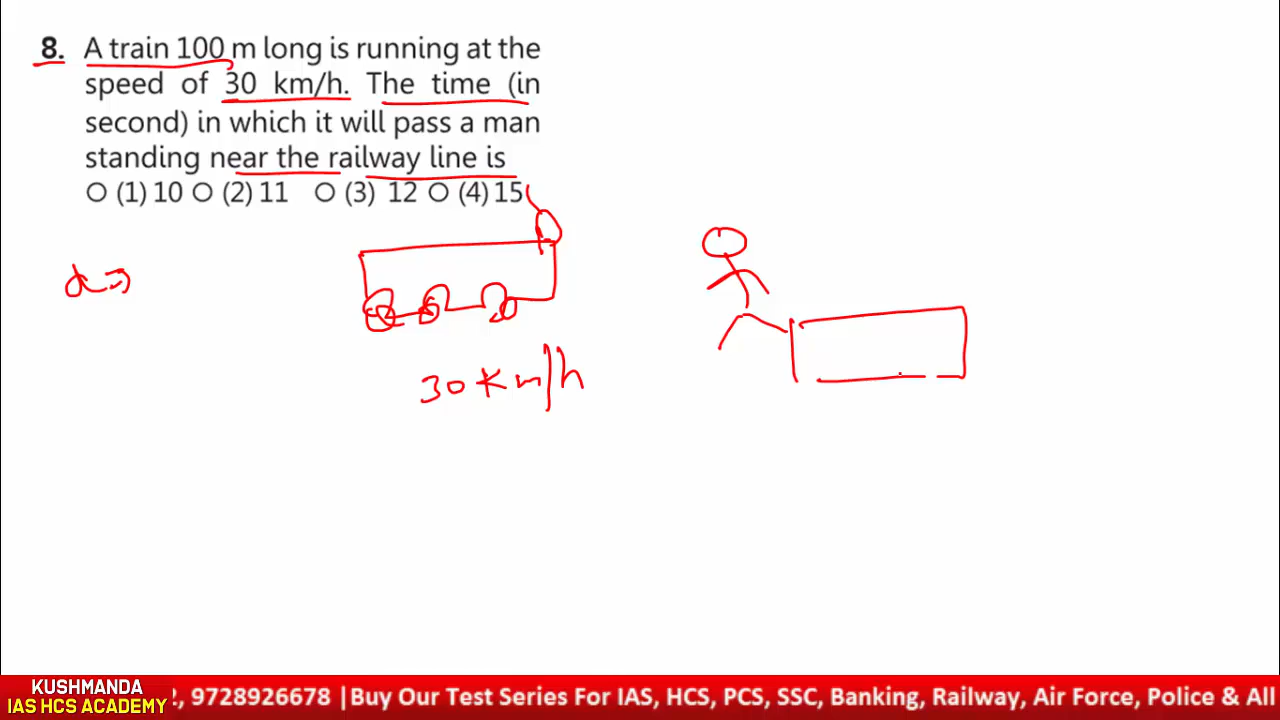 8. A train 100 m long is running at the
speed of 30 km/h. The time (in
second) in which it will pass a man
standing near the railway line is
(1) 10 (2) 11 (3) 12 (4) 15
d ⇒
30 Km/h
KUSHMANDA
IAS HCS ACADEMY
2, 9728926678 | Buy Our Test Series For IAS, HCS, PCS, SSC, Banking, Railway, Air Force, Police & All